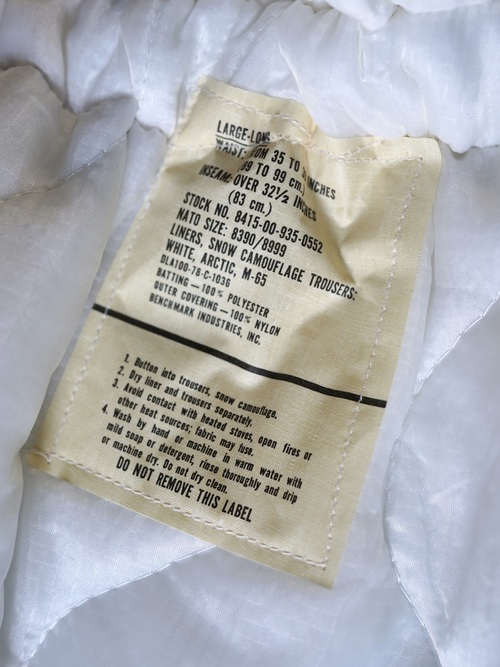 LARGE-LONG
WAIST: FROM 35 TO INCHES
(89 TO 99 cm.)
INSEAM: OVER 32½ INCHES
(83 cm.)
STOCK NO. 8415-00-935-0552
NATO SIZE: 8390/8999
LINERS, SNOW CAMOUFLAGE TROUSERS:
WHITE, ARCTIC, M-65
DLA100-78-C-1036
BATTING—100% POLYESTER
OUTER COVERING—100% NYLON
BENCHMARK INDUSTRIES, INC.
1. Button into trousers, snow camouflage.
2. Dry liner and trousers separately.
3. Avoid contact with heated stoves, open fires or
other heat sources; fabric may fuse.
4. Wash by hand or machine in warm water with
mild soap or detergent, rinse thoroughly and drip
or machine dry. Do not dry clean.
DO NOT REMOVE THIS LABEL